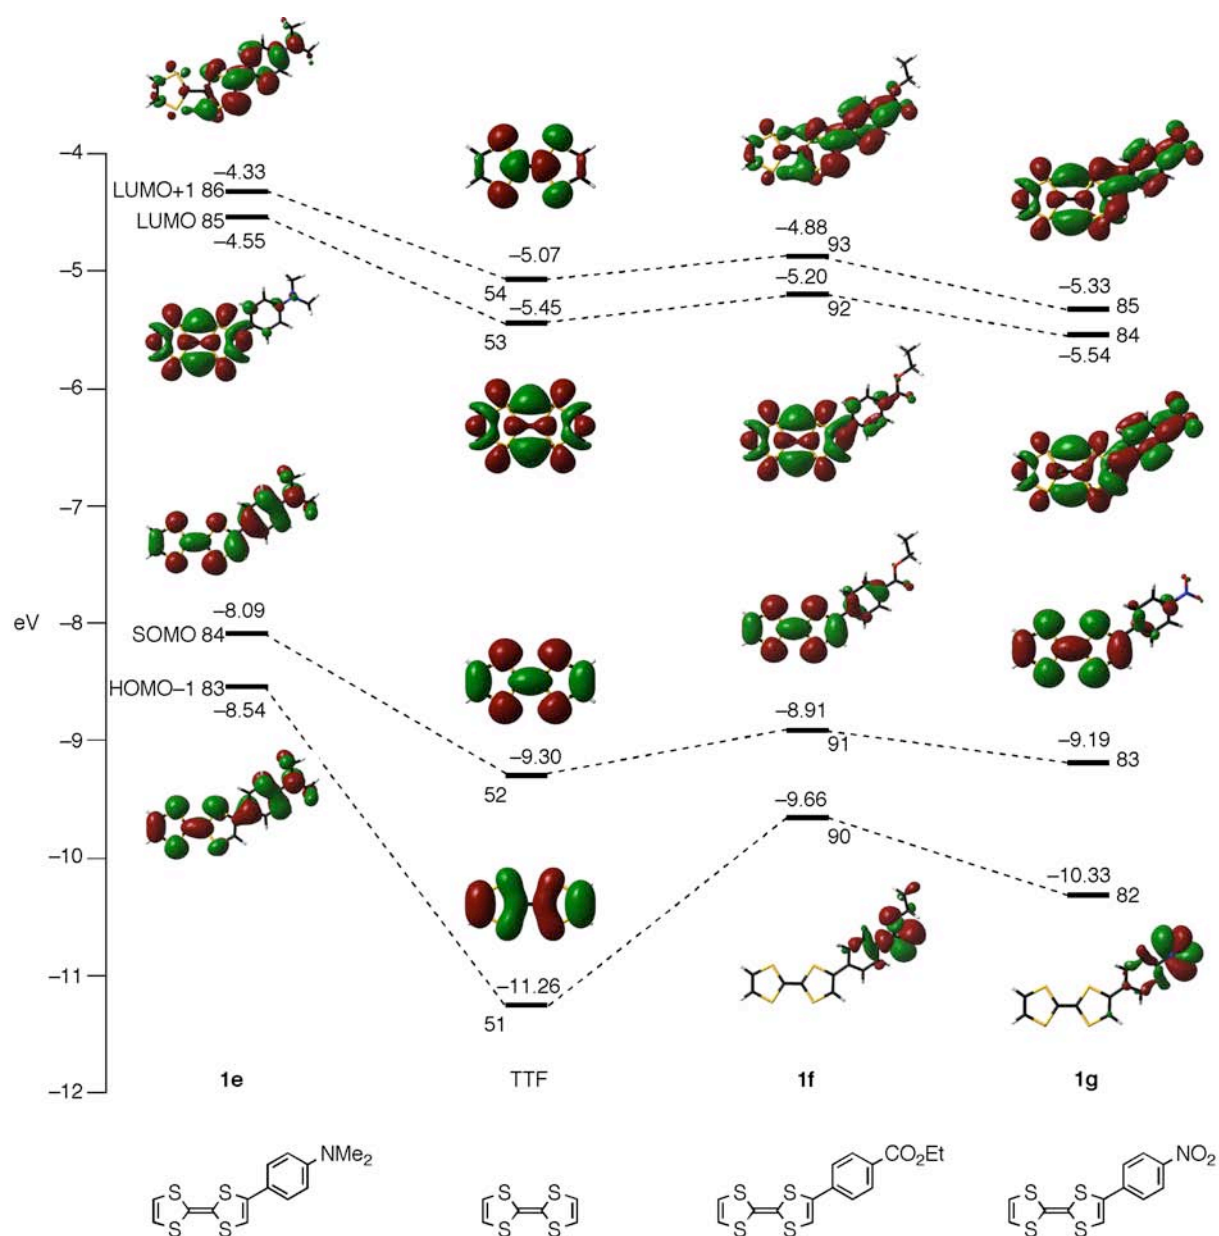 −4
−4.33
LUMO+1 86
LUMO 85
−4.55
−5.07
54
−5.45
53
−4.88
93
−5.20
92
−5.33
85
84
−5.54
−5
−6
−7
eV
−8
−8.09
SOMO 84
HOMO−1 83
−8.54
−9.30
52
−8.91
91
−9.19
83
−9
−9.66
90
−10
−10.33
82
−11
−11.26
51
−12
1e
TTF
1f
1g
NMe2
S S
S S
S S
S S
CO2Et
S S
S S
NO2
S S
S S